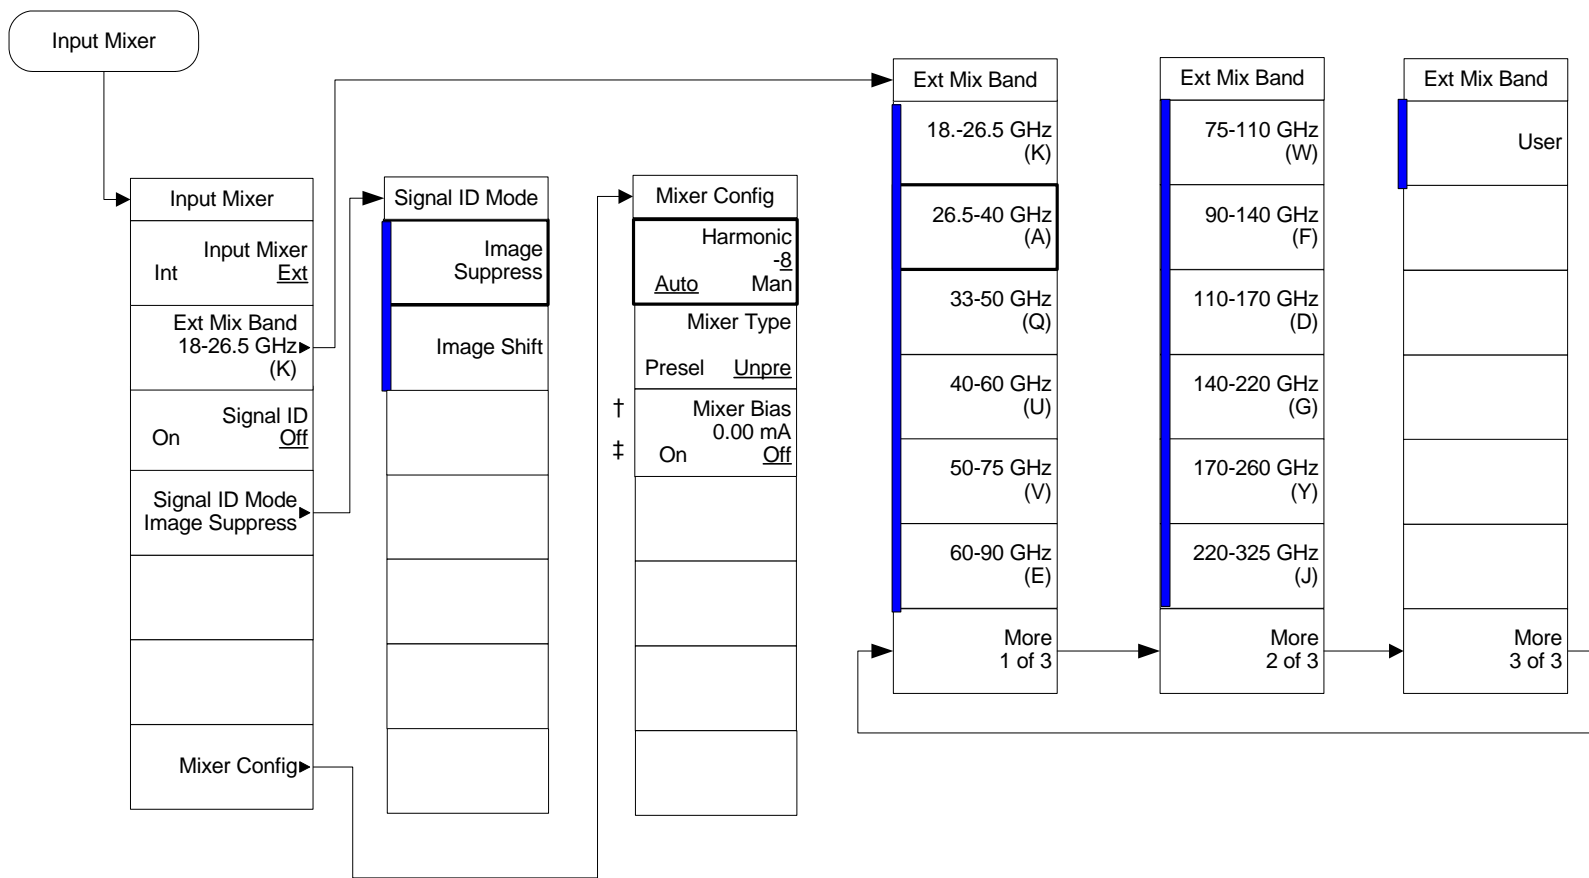 Input Mixer
Input Mixer
Input Mixer
Int Ext
Ext Mix Band
18-26.5 GHz
(K)
Signal ID
On Off
Signal ID Mode
Image Suppress
Mixer Config
Signal ID Mode
Image
Suppress
Image Shift
Mixer Config
Harmonic
-8
Auto Man
Mixer Type
Presel Unpre
† Mixer Bias
0.00 mA
‡ On Off
Ext Mix Band
18.-26.5 GHz
(K)
26.5-40 GHz
(A)
33-50 GHz
(Q)
40-60 GHz
(U)
50-75 GHz
(V)
60-90 GHz
(E)
More
1 of 3
Ext Mix Band
75-110 GHz
(W)
90-140 GHz
(F)
110-170 GHz
(D)
140-220 GHz
(G)
170-260 GHz
(Y)
220-325 GHz
(J)
More
2 of 3
Ext Mix Band
User
More
3 of 3